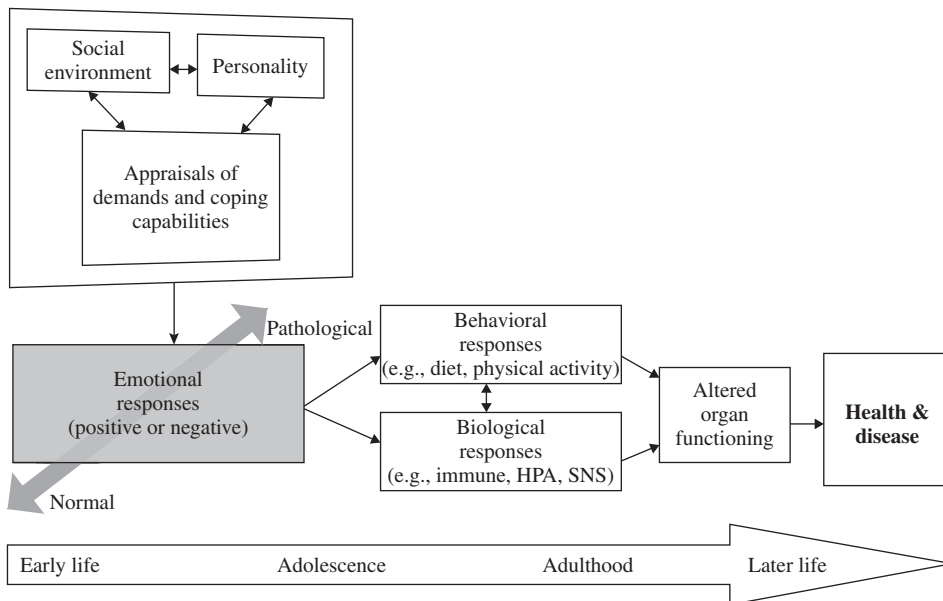 Social
environment
Personality
Appraisals of
demands and coping
capabilities
Pathological
Emotional
responses
(positive or negative)
Normal
Behavioral
responses
(e.g., diet, physical activity)
Biological
responses
(e.g., immune, HPA, SNS)
Altered
organ
functioning
Health &
disease
Early life
Adolescence
Adulthood
Later life